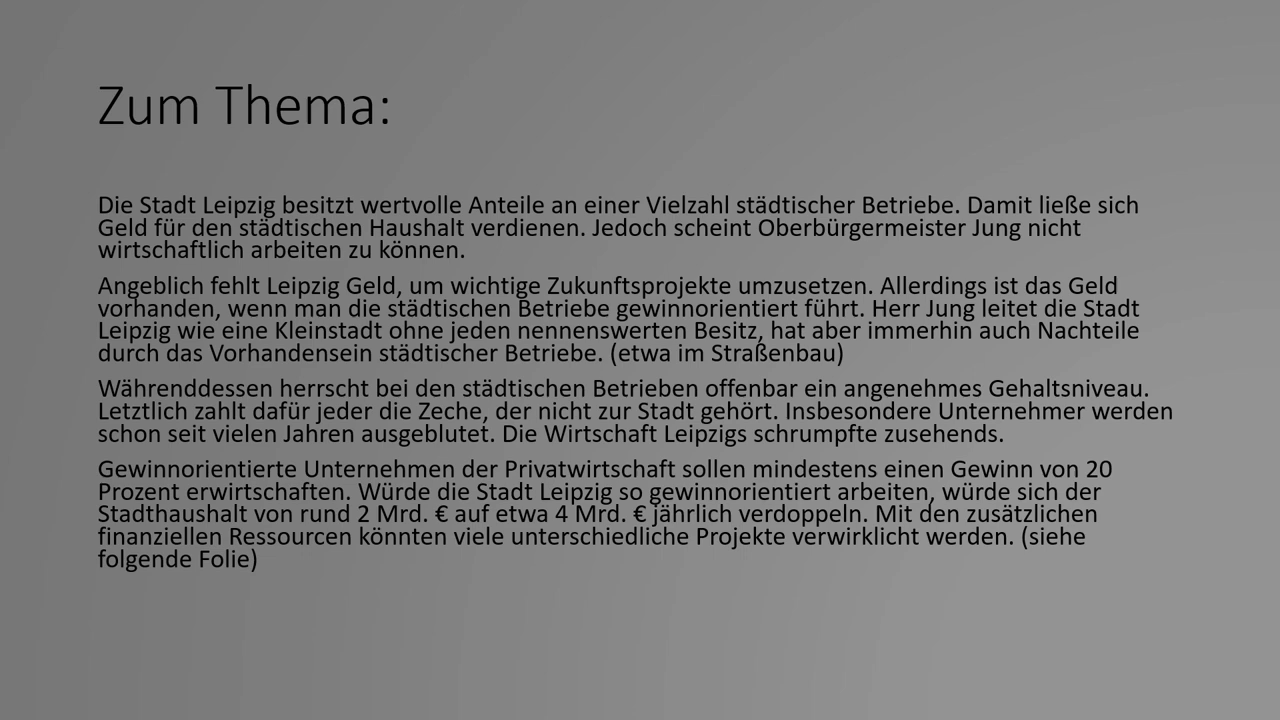 Zum Thema:
Die Stadt Leipzig besitzt wertvolle Anteile an einer Vielzahl städtischer Betriebe. Damit ließe sich
Geld für den städtischen Haushalt verdienen. Jedoch scheint Oberbürgermeister Jung nicht
wirtschaftlich arbeiten zu können.
Angeblich fehlt Leipzig Geld, um wichtige Zukunftsprojekte umzusetzen. Allerdings ist das Geld
vorhanden, wenn man die städtischen Betriebe gewinnorientiert führt. Herr Jung leitet die Stadt
Leipzig wie eine Kleinstadt ohne jeden nennenswerten Besitz, hat aber immerhin auch Nachteile
durch das Vorhandensein städtischer Betriebe. (etwa im Straßenbau)
Währenddessen herrscht bei den städtischen Betrieben offenbar ein angenehmes Gehaltsniveau.
Letztlich zahlt dafür jeder die Zeche, der nicht zur Stadt gehört. Insbesondere Unternehmer werden
schon seit vielen Jahren ausgeblutet. Die Wirtschaft Leipzigs schrumpfte zusehends.
Gewinnorientierte Unternehmen der Privatwirtschaft sollen mindestens einen Gewinn von 20
Prozent erwirtschaften. Würde die Stadt Leipzig so gewinnorientiert arbeiten, würde sich der
Stadthaushalt von rund 2 Mrd. € auf etwa 4 Mrd. € jährlich verdoppeln. Mit den zusätzlichen
finanziellen Ressourcen könnten viele unterschiedliche Projekte verwirklicht werden. (siehe
folgende Folie)